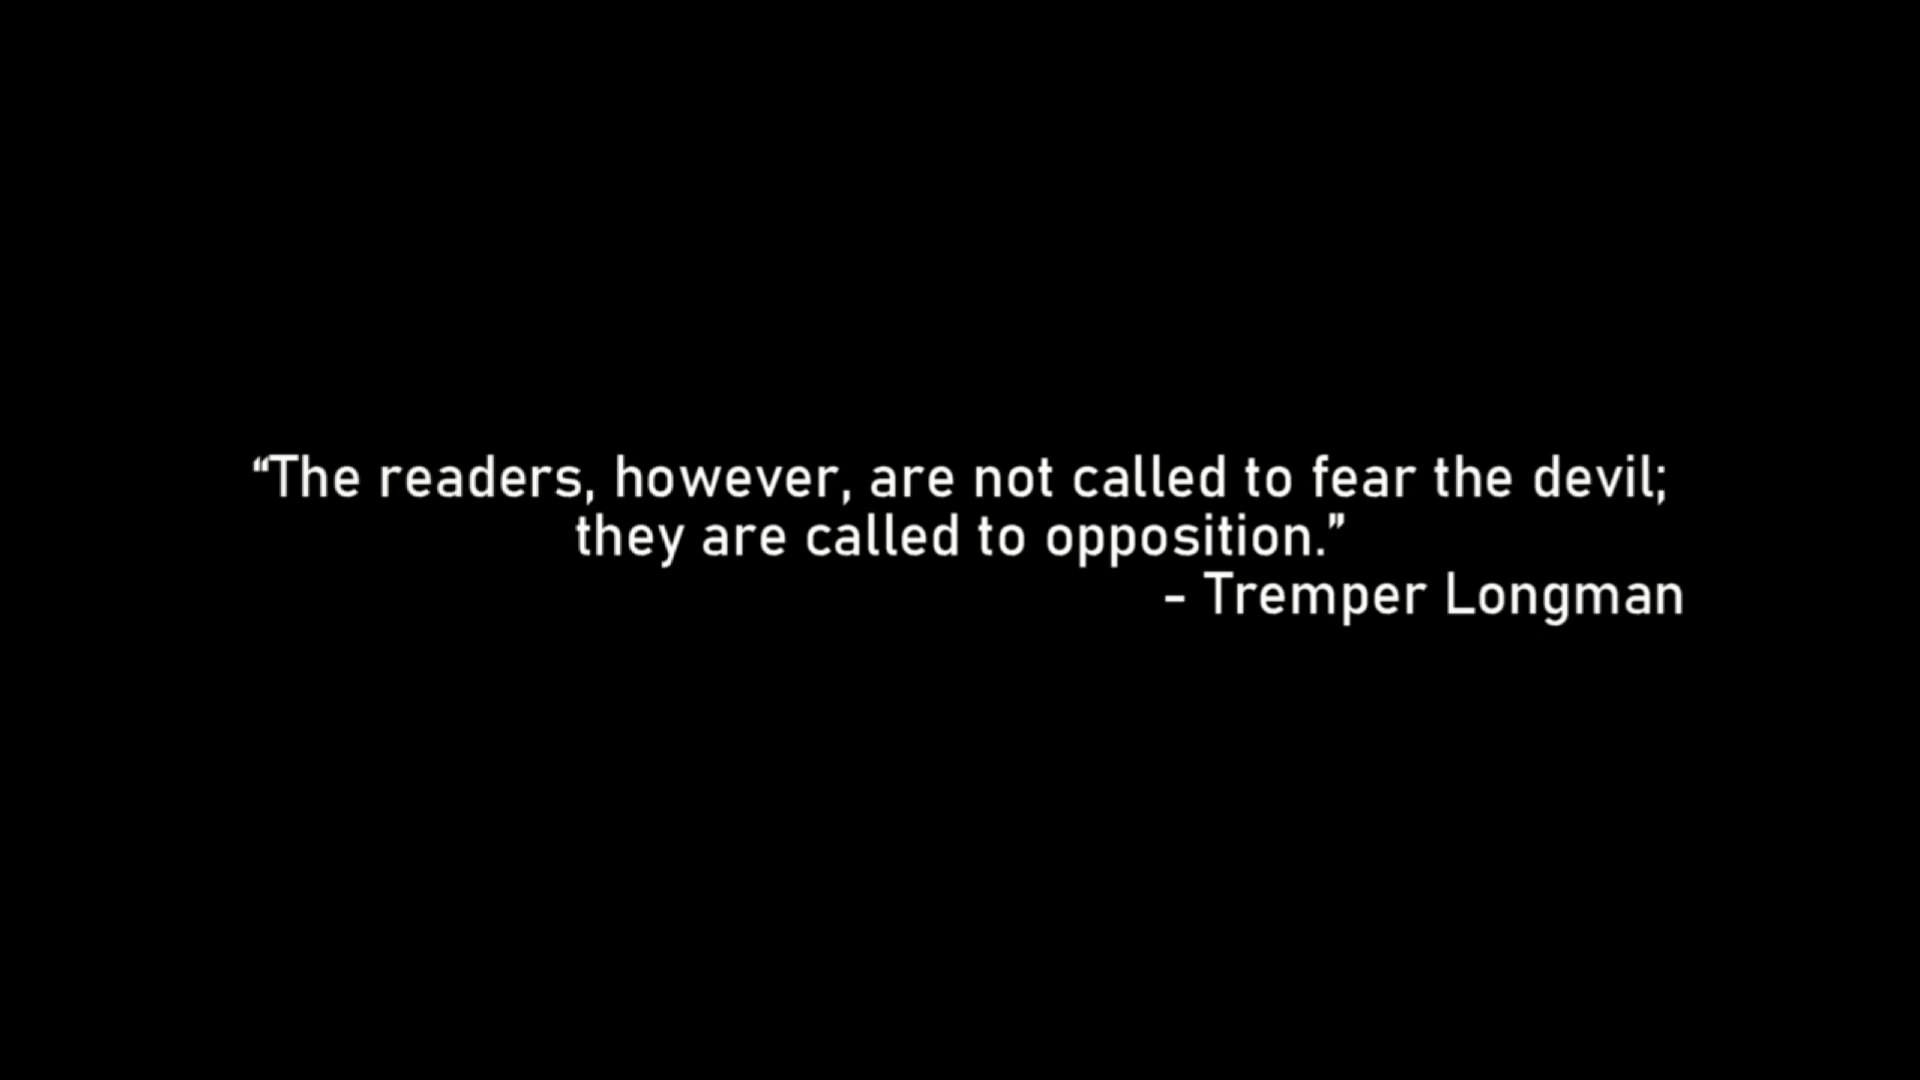 “The readers, however, are not called to fear the devil;
they are called to opposition.”
- Tremper Longman